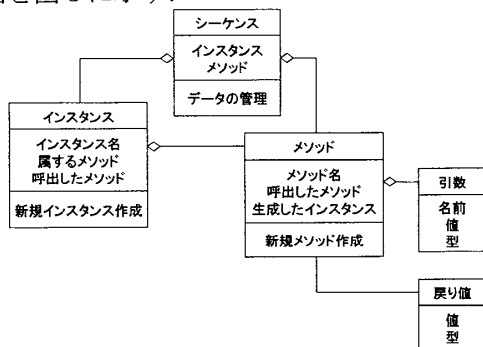 シーケンス
インスタンス
メソッド
データの管理
インスタンス
インスタンス名
属するメソッド
呼出したメソッド
新規インスタンス作成
メソッド
メソッド名
呼出したメソッド
生成したインスタンス
新規メソッド作成
引数
名前
値
型
戻り値
値
型